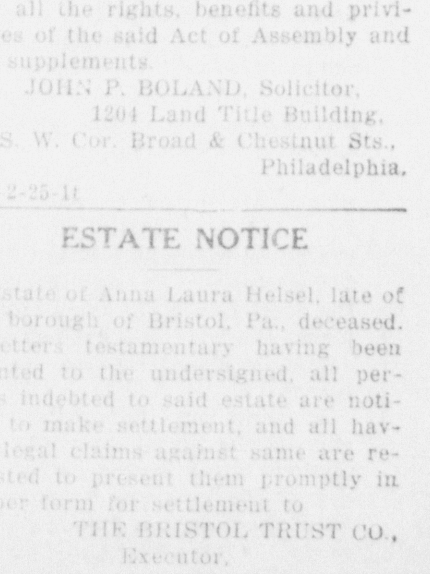 all the rights, benefits and privi-
es of the said Act of Assembly and
supplements.
JOHN P. BOLAND, Solicitor,
1204 Land Title Building,
S. W. Cor. Broad & Chestnut Sts.,
Philadelphia.
2-25-1t
ESTATE NOTICE
state of Anna Laura Helsel, late of
borough of Bristol, Pa., deceased.
etters testamentary having been
nted to the undersigned, all per-
s indebted to said estate are noti-
to make settlement, and all hav-
legal claims against same are re-
sted to present them promptly in
per form for settlement to
THE BRISTOL TRUST CO.,
Executor,